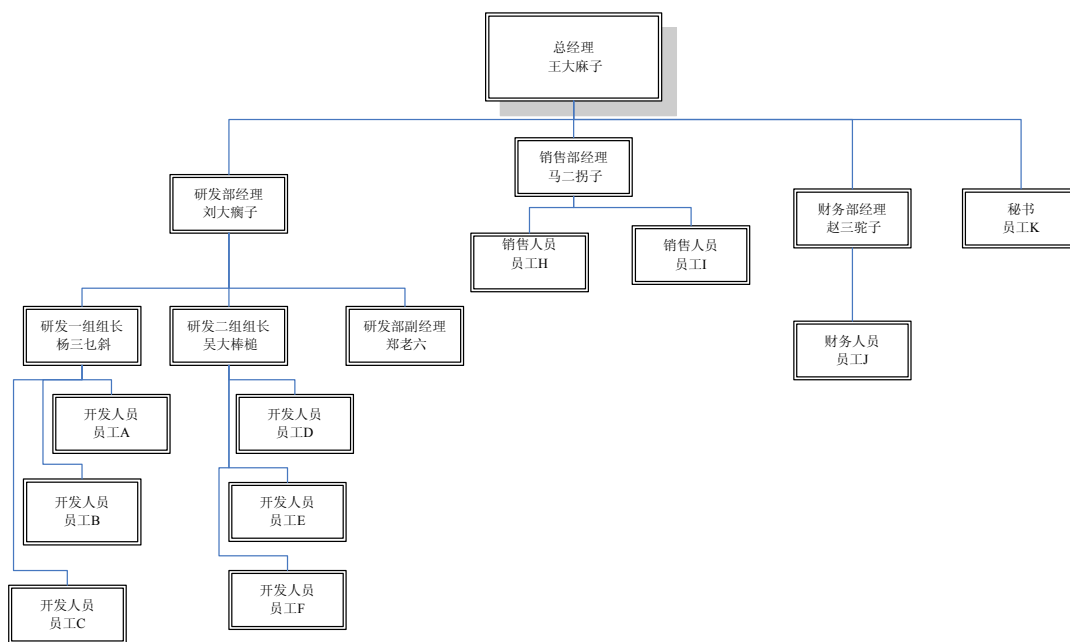 总经理
王大麻子
销售部经理
马二拐子
研发部经理
刘大瘸子
财务部经理
赵三驼子
秘书
员工K
销售人员
员工H
销售人员
员工I
研发一组组长
杨三乜斜
研发二组组长
吴大棒槌
研发部副经理
郑老六
财务人员
员工J
开发人员
员工A
开发人员
员工D
开发人员
员工B
开发人员
员工E
开发人员
员工C
开发人员
员工F